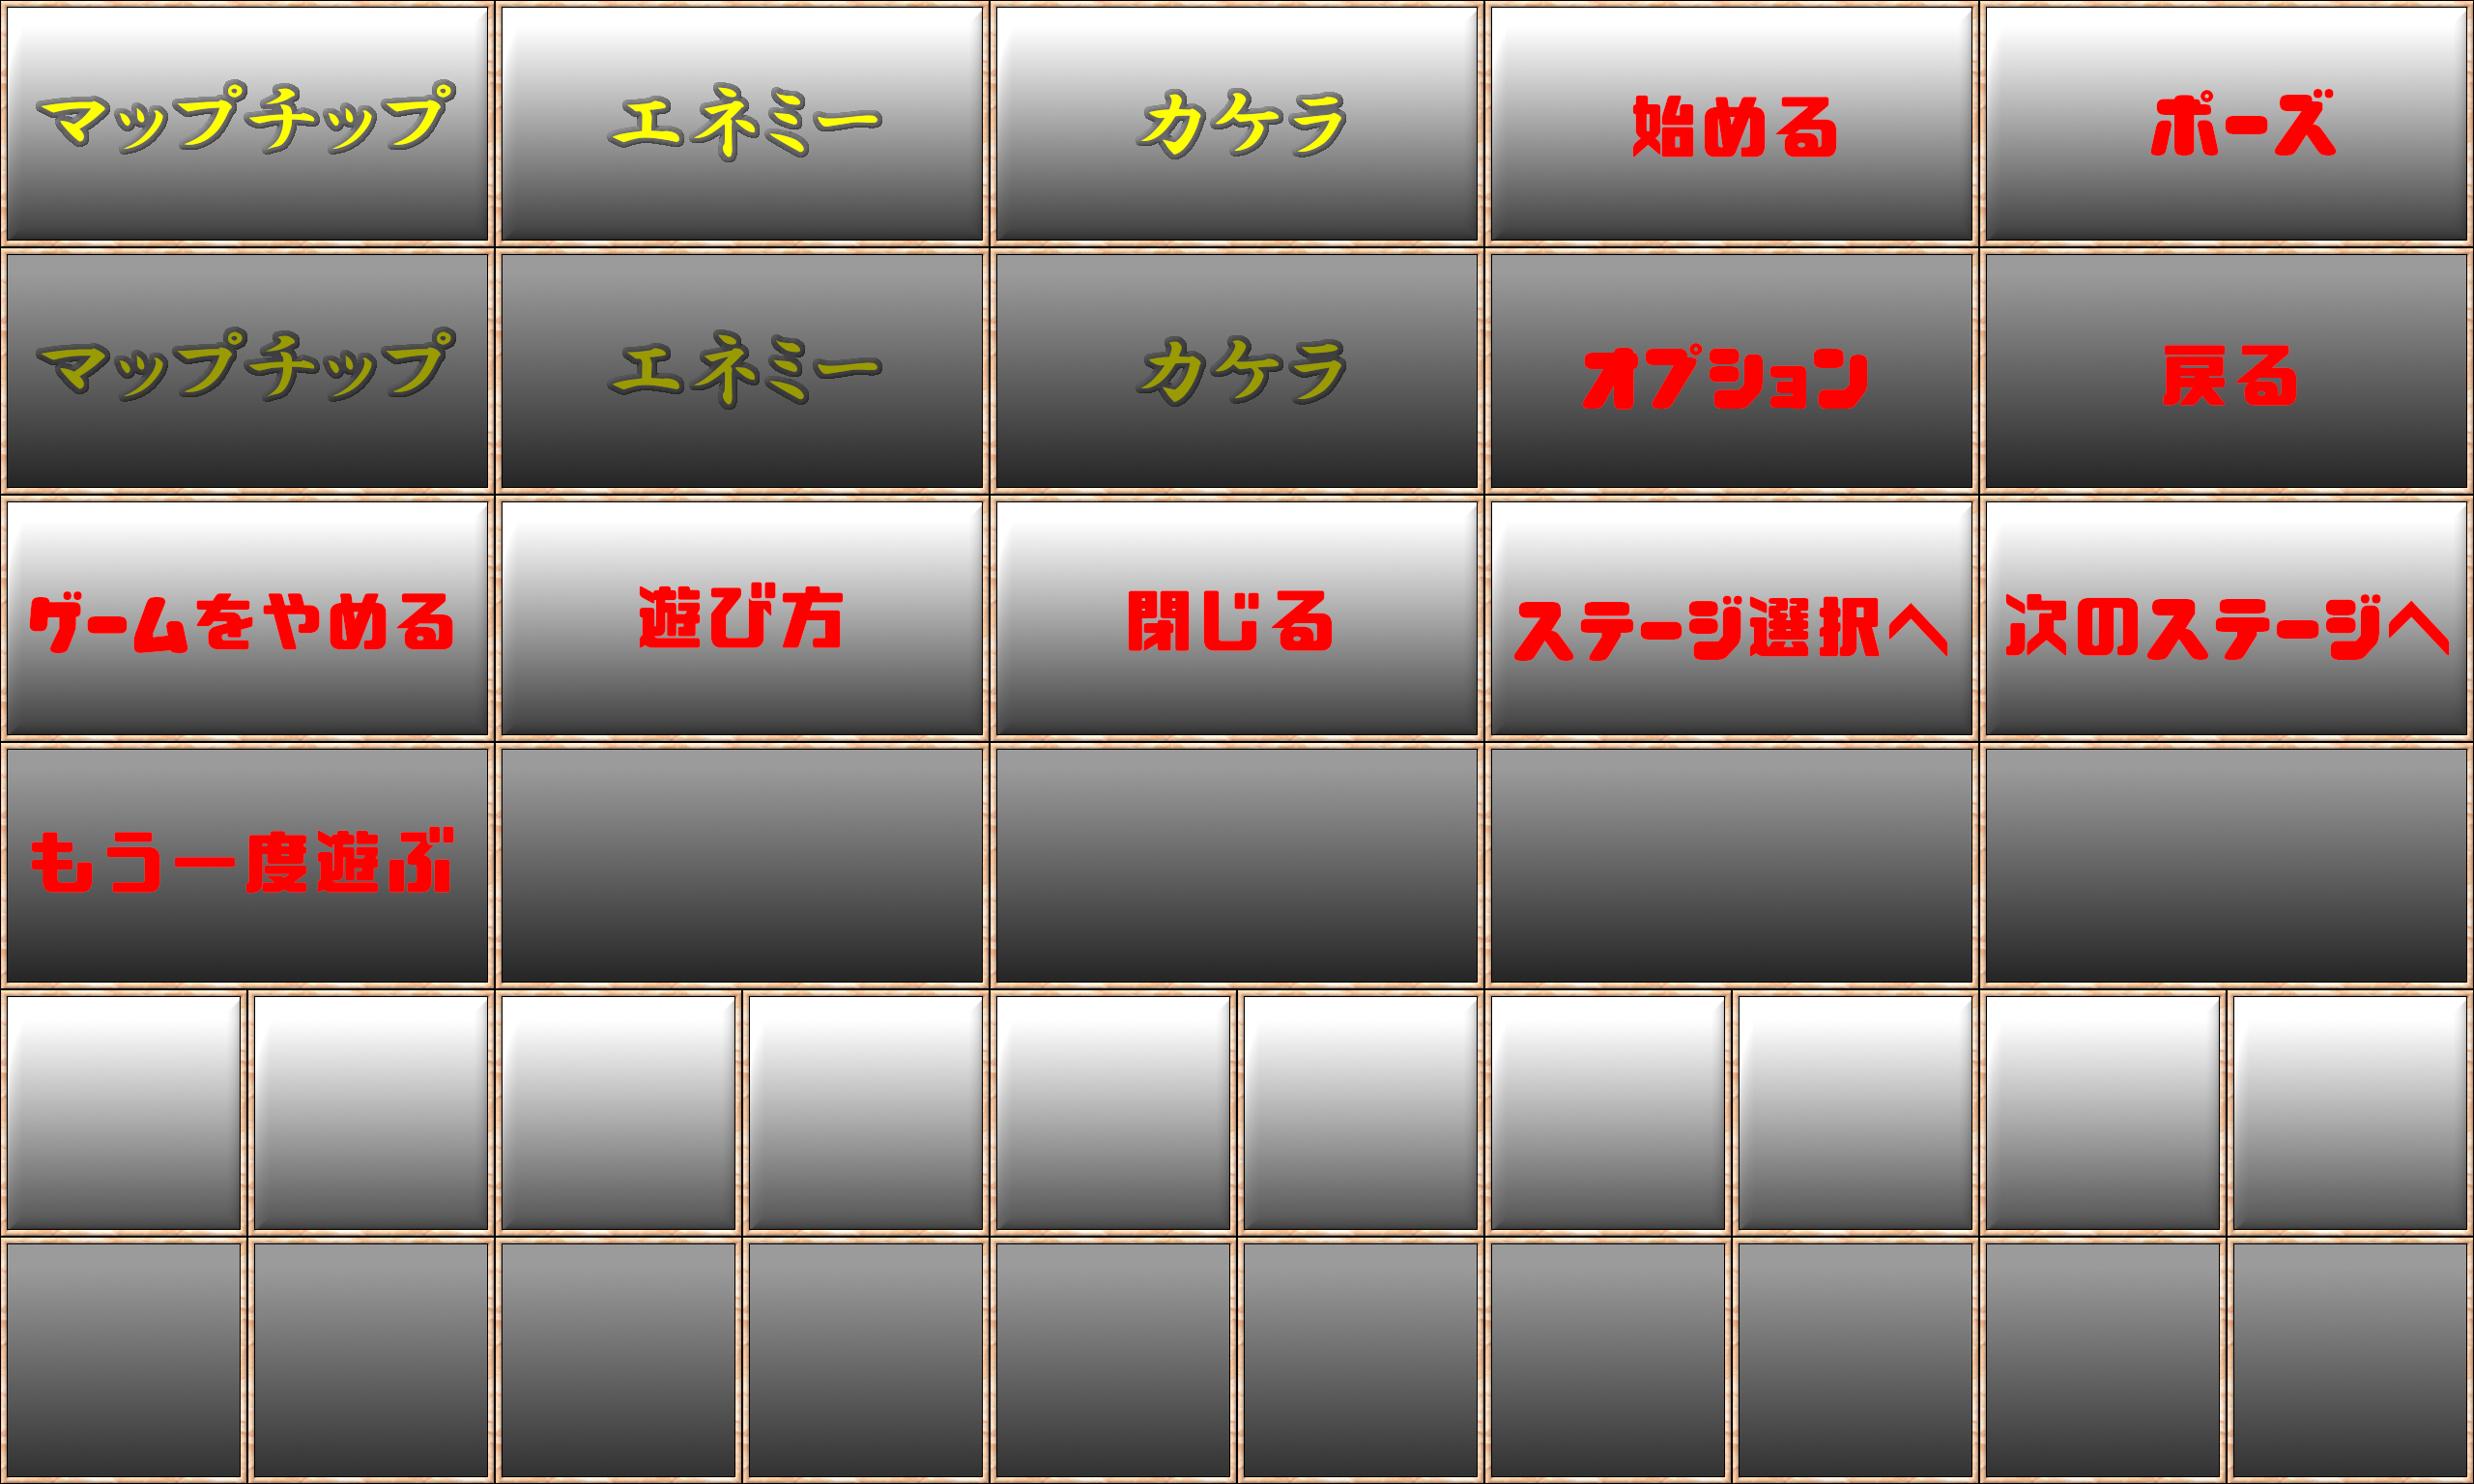 マップチップ
エネミー
カケラ
始める
ポーズ
マップチップ
エネミー
カケラ
オプション
戻る
ゲームをやめる
遊び方
閉じる
ステージ選択へ
次のステージへ
もう一度遊ぶ